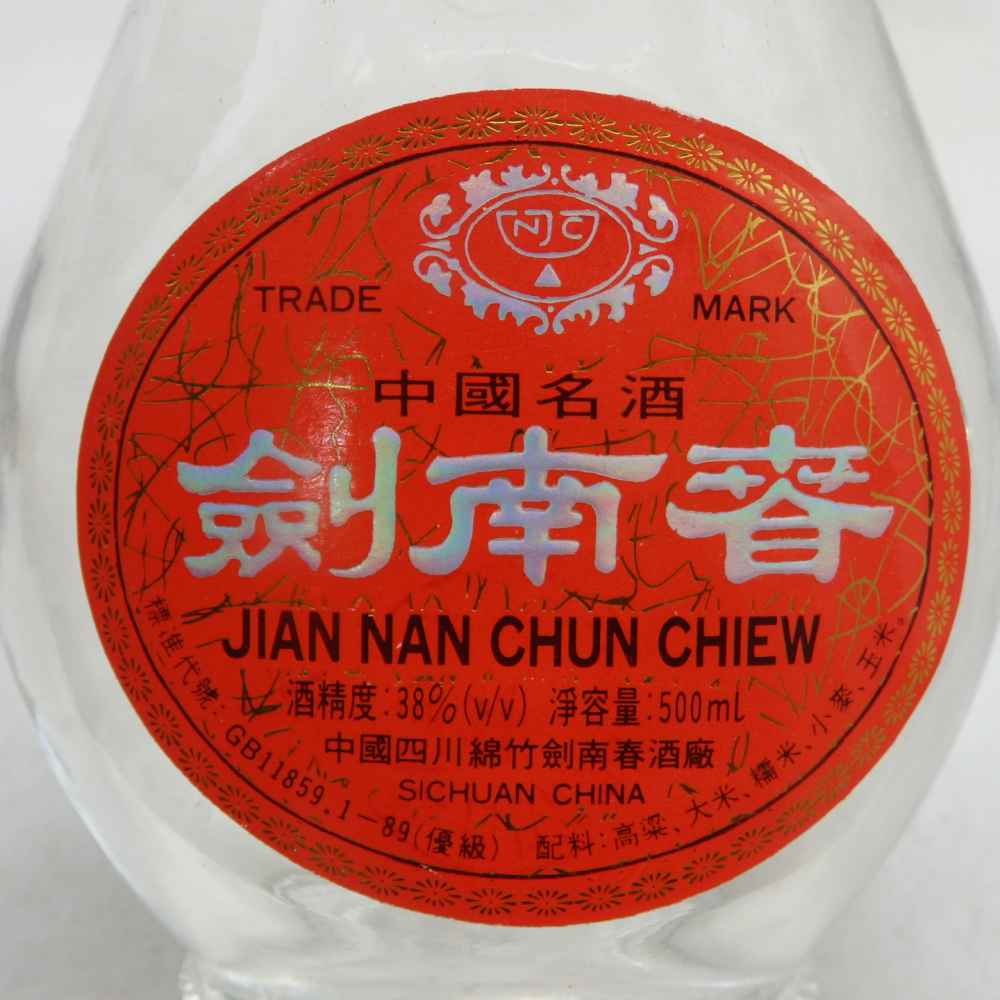 NJC
TRADE MARK
中國名酒
劍南春
JIAN NAN CHUN CHIEW
酒精度:38%(v/v) 淨容量:500ml
中國四川綿竹劍南春酒廠
SICHUAN CHINA
標准代號:GB11859.1-89(優級) 配料:高粱、大米、糯米、小麥、玉米。